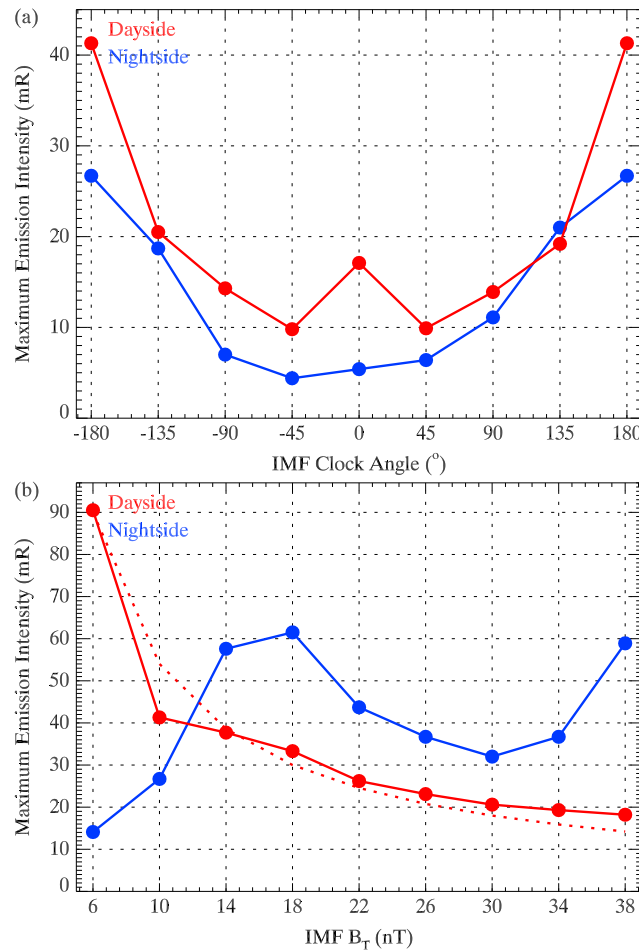 (a)
Dayside
Nightside
40
30
20
10
0
Maximum Emission Intensity (mR)
-180 -135 -90 -45 0 45 90 135 180
IMF Clock Angle (°)
(b)
Dayside
Nightside
90
80
70
60
50
40
30
20
10
0
Maximum Emission Intensity (mR)
6 10 14 18 22 26 30 34 38
IMF B_T (nT)